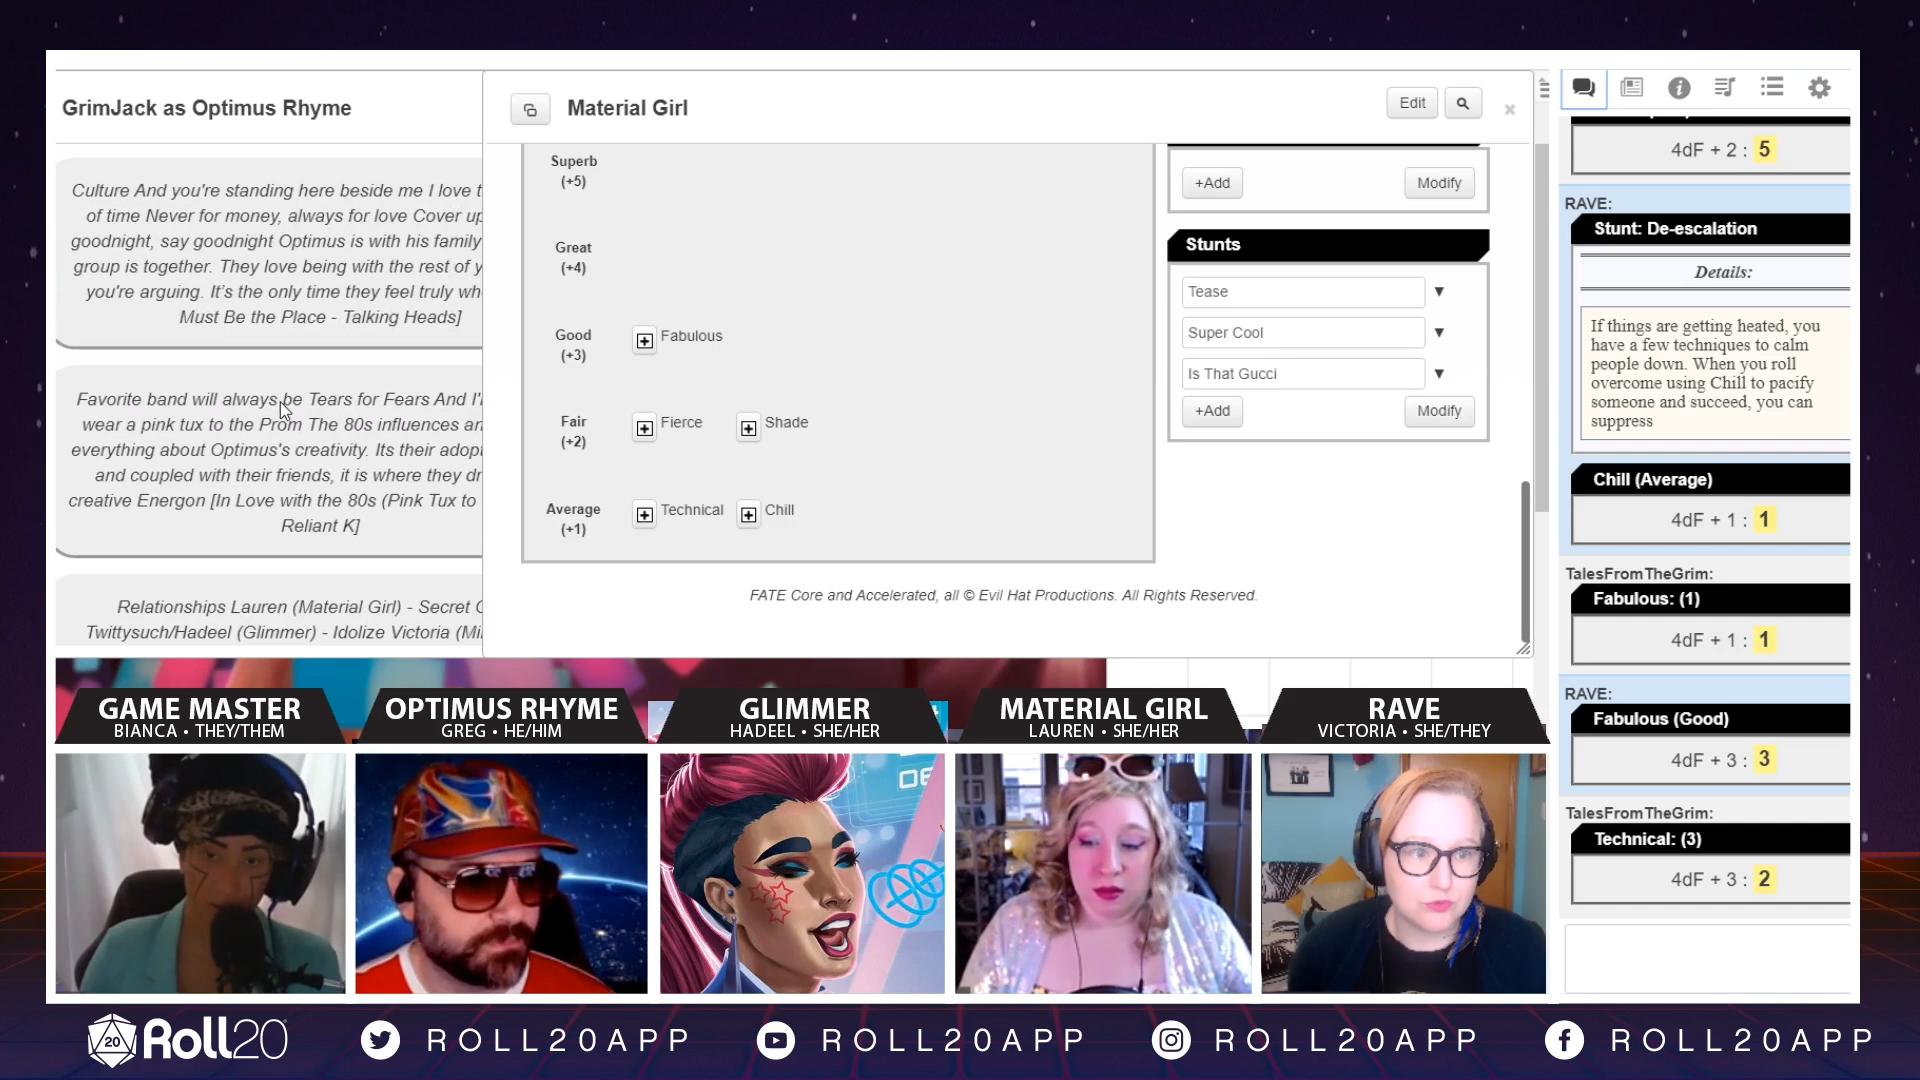 GrimJack as Optimus Rhyme
Culture And you're standing here beside me I love t
of time Never for money, always for love Cover up
goodnight, say goodnight Optimus is with his family
group is together. They love being with the rest of y
you're arguing. It's the only time they feel truly wh
Must Be the Place - Talking Heads]
Favorite band will always be Tears for Fears And I'
wear a pink tux to the Prom The 80s influences an
everything about Optimus's creativity. Its their adop
and coupled with their friends, it is where they dr
creative Energon [In Love with the 80s (Pink Tux to
Reliant K]
Relationships Lauren (Material Girl) - Secret
Twittysuch/Hadeel (Glimmer) - Idolize Victoria (Mi
Material Girl
Edit
Superb
(+5)
Great
(+4)
Good
(+3)
Fabulous
Fair
(+2)
Fierce
Shade
Average
(+1)
Technical
Chill
+Add
Modify
Stunts
Tease
Super Cool
Is That Gucci
+Add
Modify
FATE Core and Accelerated, all © Evil Hat Productions. All Rights Reserved.
4dF + 2 : 5
RAVE:
Stunt: De-escalation
Details:
If things are getting heated, you
have a few techniques to calm
people down. When you roll
overcome using Chill to pacify
someone and succeed, you can
suppress
Chill (Average)
4dF + 1 : 1
TalesFromTheGrim:
Fabulous: (1)
4dF + 1 : 1
RAVE:
Fabulous (Good)
4dF + 3 : 3
TalesFromTheGrim:
Technical: (3)
4dF + 3 : 2
GAME MASTER
BIANCA • THEY/THEM
OPTIMUS RHYME
GREG • HE/HIM
GLIMMER
HADEEL • SHE/HER
MATERIAL GIRL
LAUREN • SHE/HER
RAVE
VICTORIA • SHE/THEY
20
Roll20
ROLL20APP
ROLL20APP
ROLL20APP
ROLL20APP